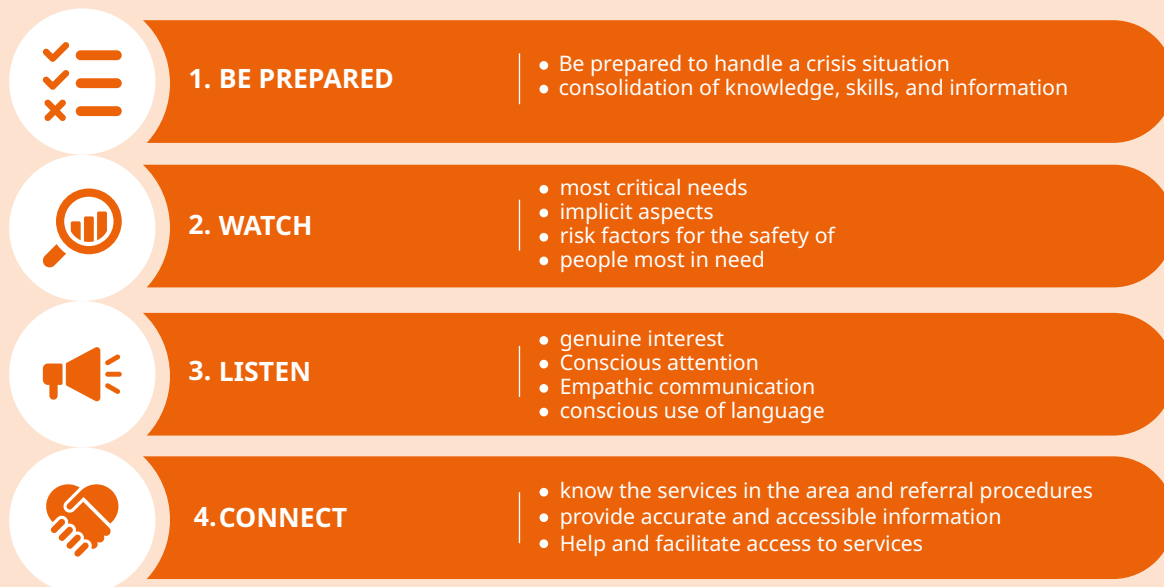 1. BE PREPARED
• Be prepared to handle a crisis situation
• consolidation of knowledge, skills, and information
2. WATCH
• most critical needs
• implicit aspects
• risk factors for the safety of
• people most in need
3. LISTEN
• genuine interest
• Conscious attention
• Empathic communication
• conscious use of language
4.CONNECT
• know the services in the area and referral procedures
• provide accurate and accessible information
• Help and facilitate access to services